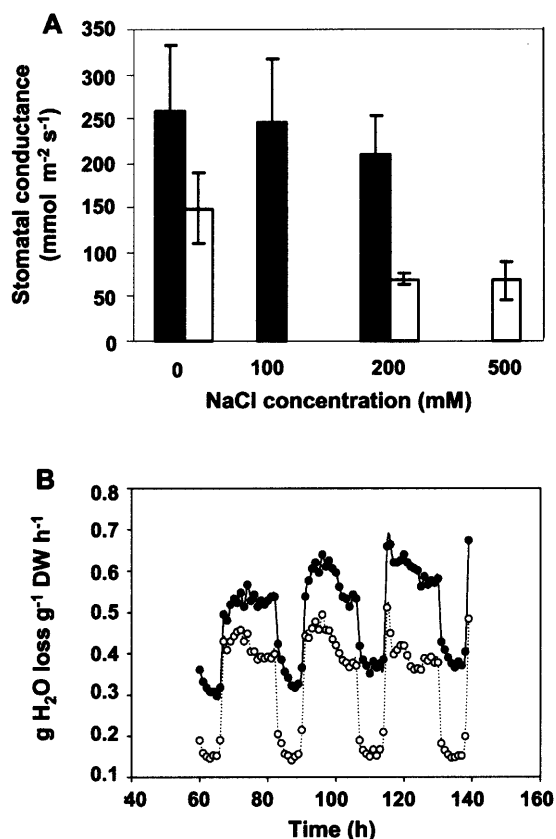 A
350
300
250
200
150
100
50
0
Stomatal conductance
(mmol m⁻² s⁻¹)
0 100 200 500
NaCl concentration (mM)
B
0.8
0.7
0.6
0.5
0.4
0.3
0.2
0.1
g H₂O loss g⁻¹ DW h⁻¹
40 60 80 100 120 140 160
Time (h)